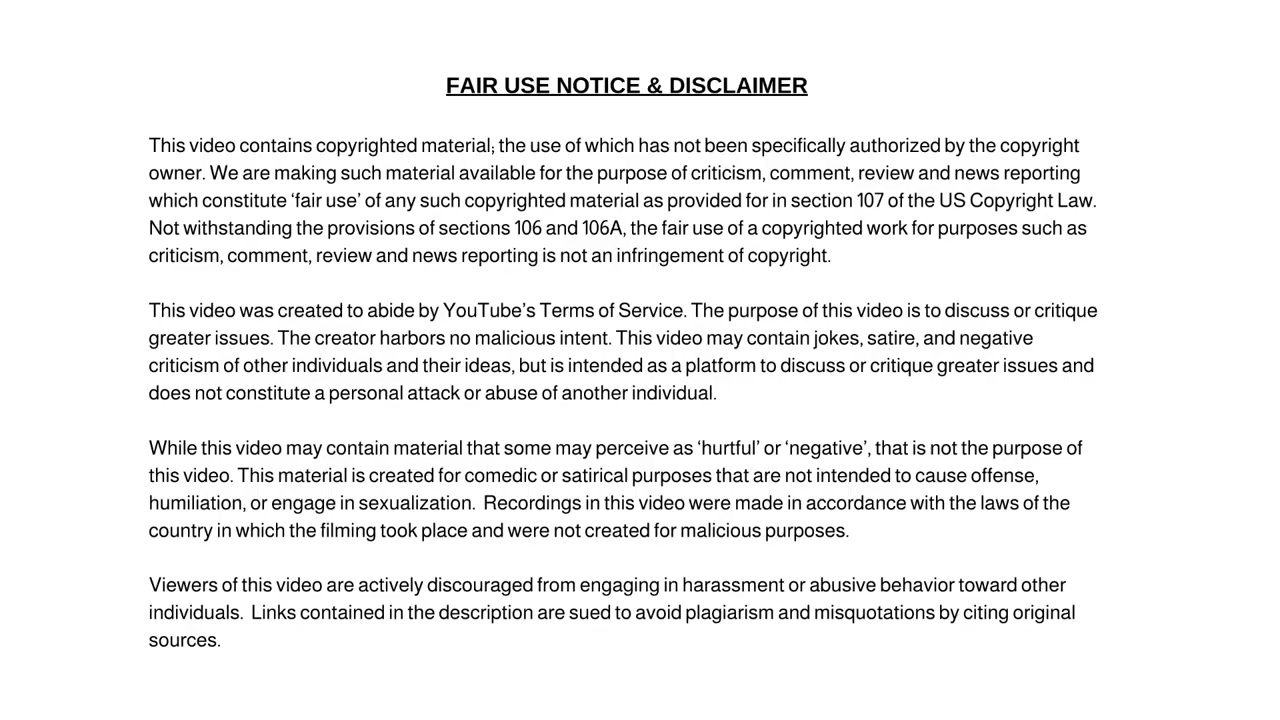 FAIR USE NOTICE & DISCLAIMER
This video contains copyrighted material; the use of which has not been specifically authorized by the copyright
owner. We are making such material available for the purpose of criticism, comment, review and news reporting
which constitute ‘fair use’ of any such copyrighted material as provided for in section 107 of the US Copyright Law.
Not withstanding the provisions of sections 106 and 106A, the fair use of a copyrighted work for purposes such as
criticism, comment, review and news reporting is not an infringement of copyright.
This video was created to abide by YouTube’s Terms of Service. The purpose of this video is to discuss or critique
greater issues. The creator harbors no malicious intent. This video may contain jokes, satire, and negative
criticism of other individuals and their ideas, but is intended as a platform to discuss or critique greater issues and
does not constitute a personal attack or abuse of another individual.
While this video may contain material that some may perceive as ‘hurtful’ or ‘negative’, that is not the purpose of
this video. This material is created for comedic or satirical purposes that are not intended to cause offense,
humiliation, or engage in sexualization.  Recordings in this video were made in accordance with the laws of the
country in which the filming took place and were not created for malicious purposes.
Viewers of this video are actively discouraged from engaging in harassment or abusive behavior toward other
individuals.  Links contained in the description are sued to avoid plagiarism and misquotations by citing original
sources.